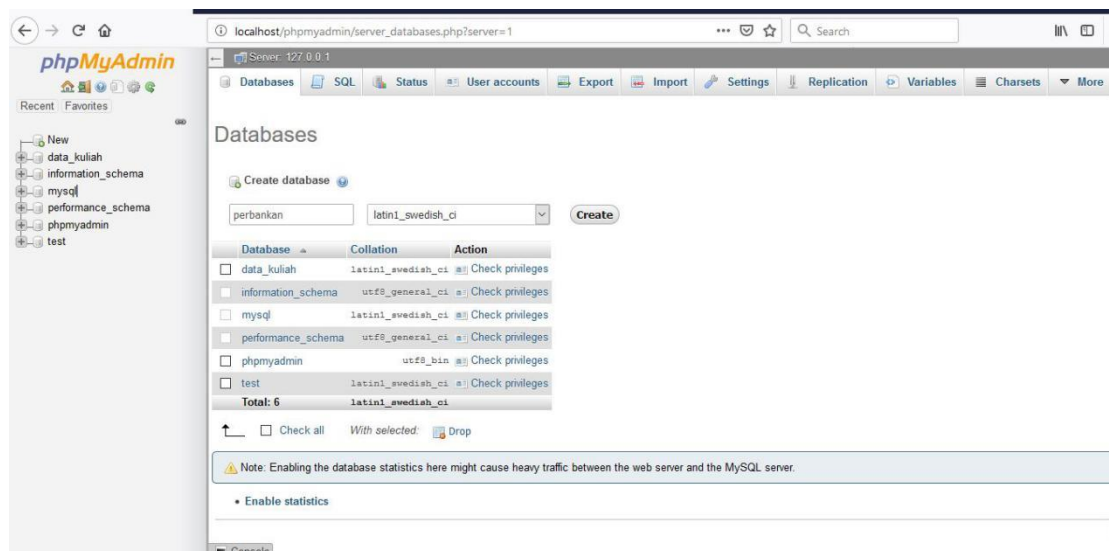 localhost/phpmyadmin/server_databases.php?server=1
Search
phpMyAdmin
Recent Favorites
New
data_kuliah
information_schema
mysql
performance_schema
phpmyadmin
test
Server: 127.0.0.1
Databases SQL Status User accounts Export Import Settings Replication Variables Charsets More
Databases
Create database
perbankan latin1_swedish_ci Create
Database Collation Action
data_kuliah latin1_swedish_ci Check privileges
information_schema utf8_general_ci Check privileges
mysql latin1_swedish_ci Check privileges
performance_schema utf8_general_ci Check privileges
phpmyadmin utf8_bin Check privileges
test latin1_swedish_ci Check privileges
Total: 6 latin1_swedish_ci
Check all With selected: Drop
Note: Enabling the database statistics here might cause heavy traffic between the web server and the MySQL server.
Enable statistics
Console